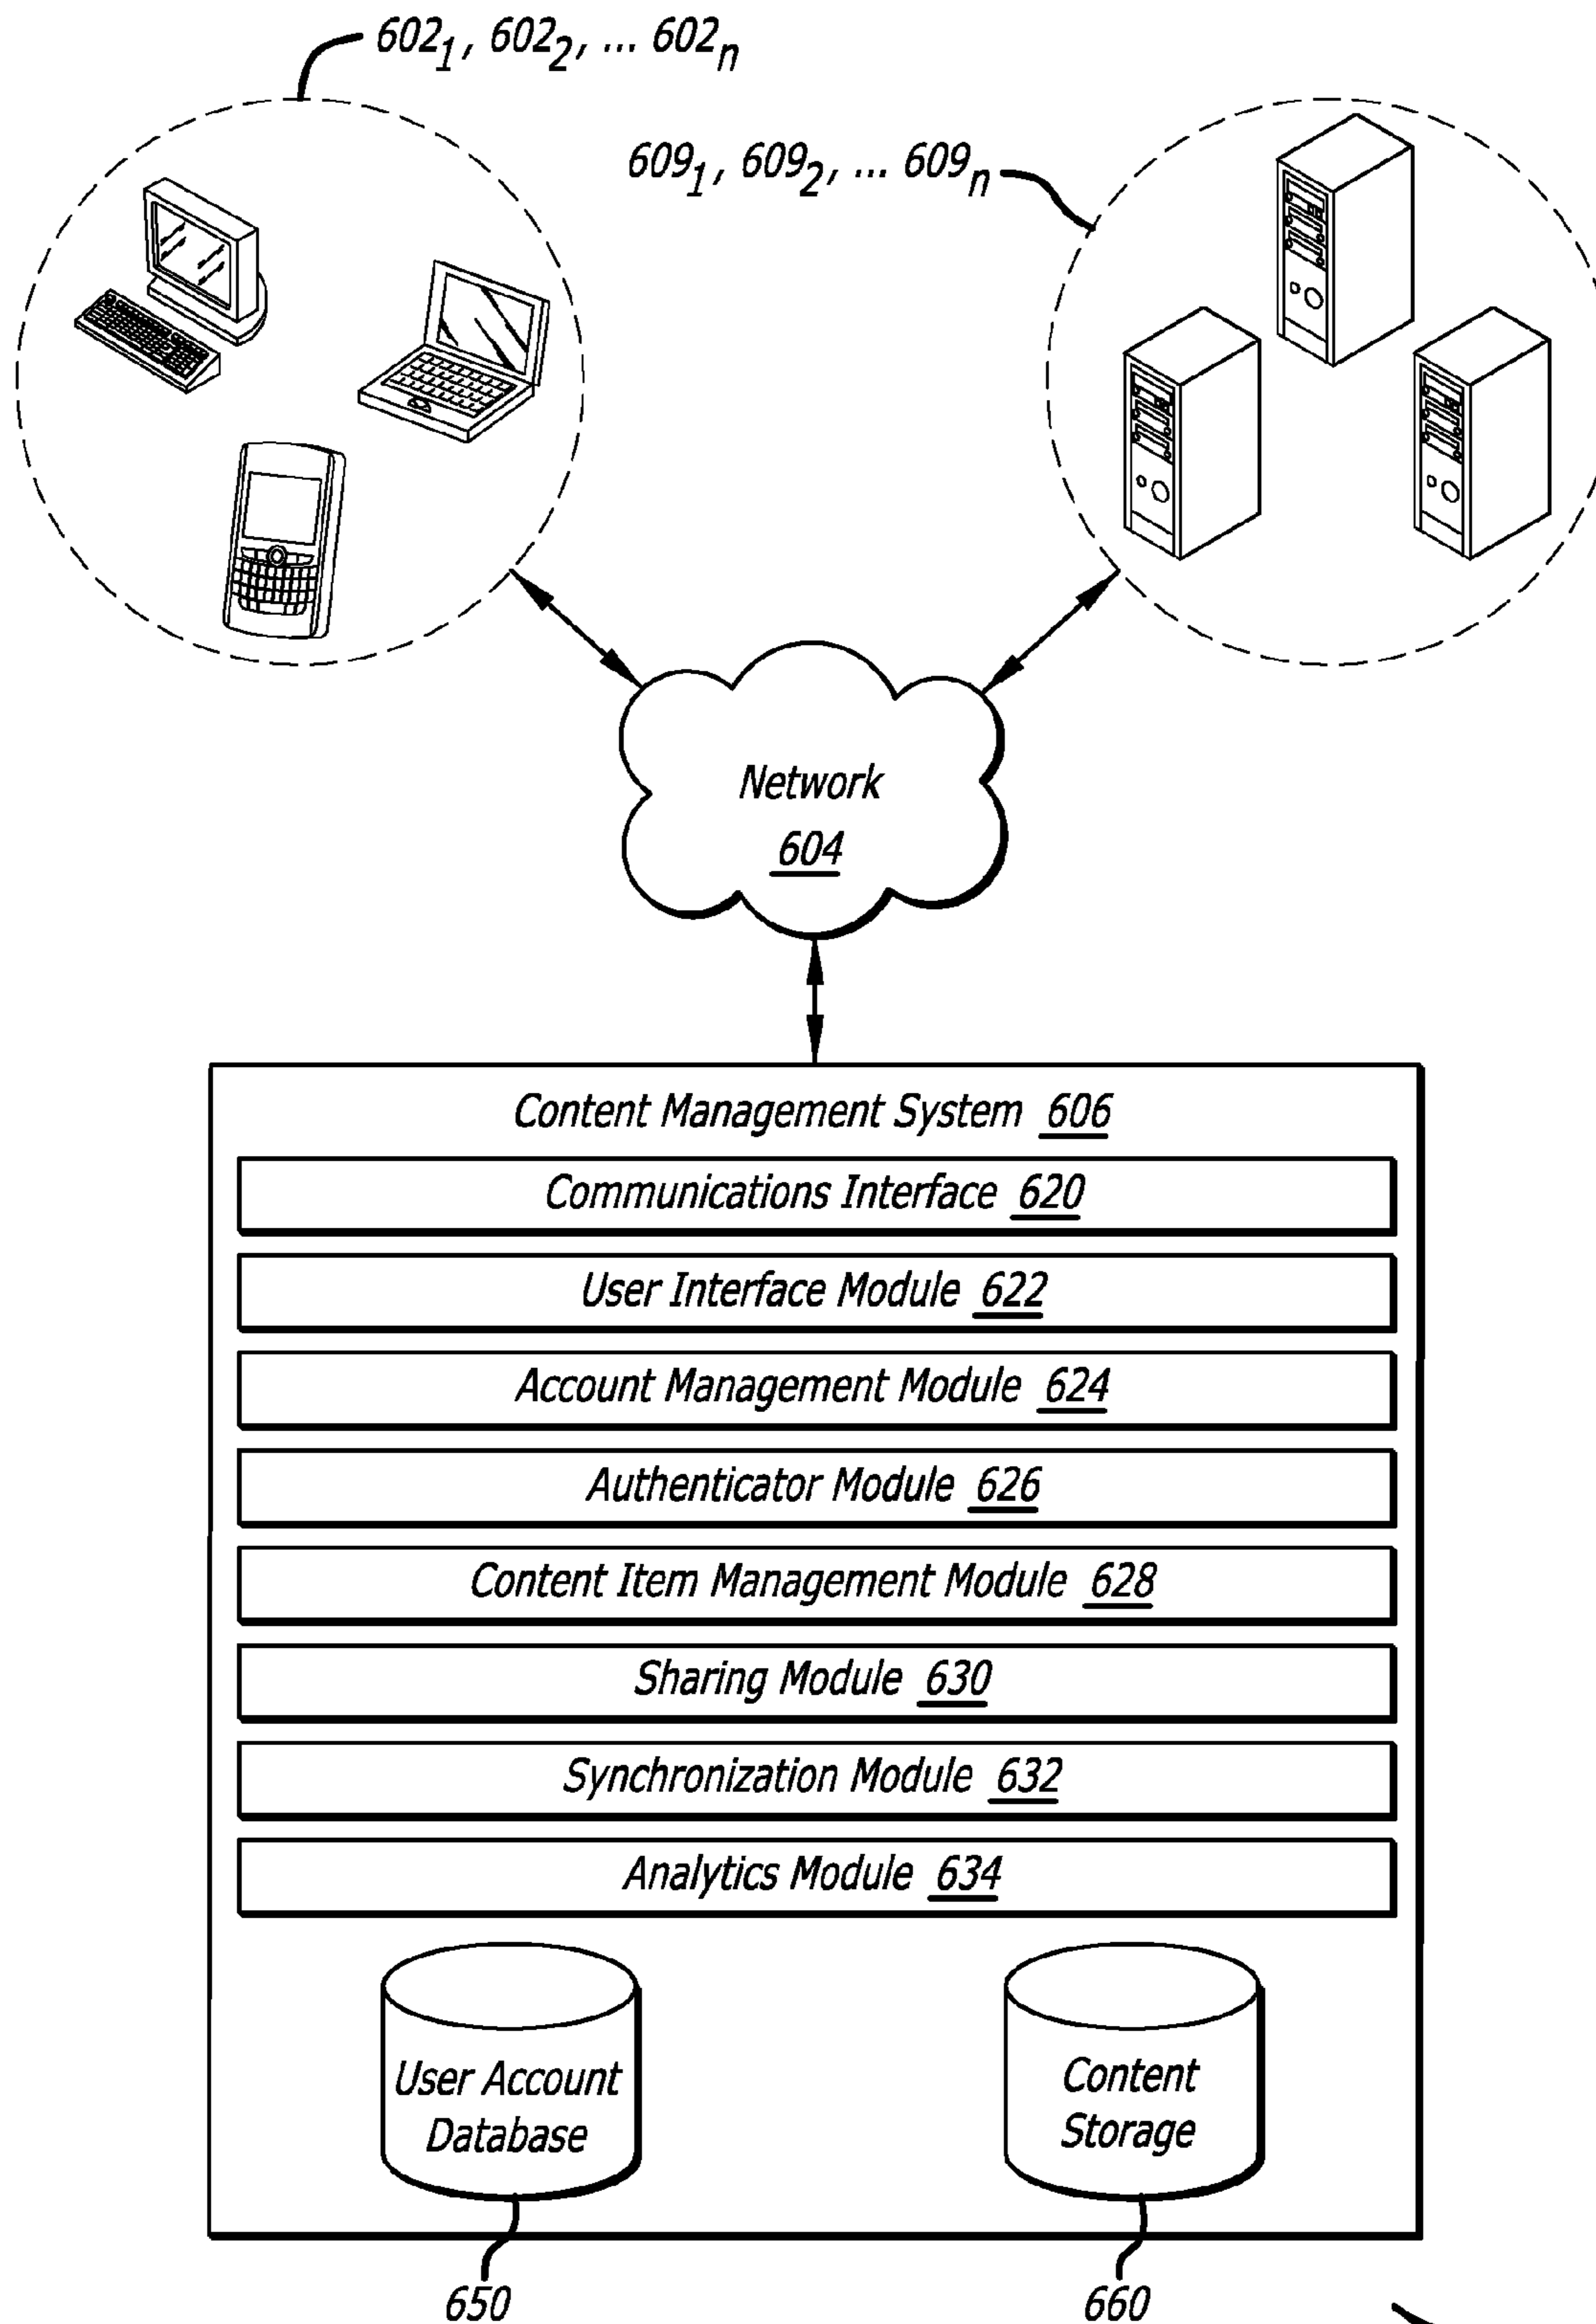 602₁, 602₂, ... 602ₙ
609₁, 609₂, ... 609ₙ
Network
604
Content Management System 606
Communications Interface 620
User Interface Module 622
Account Management Module 624
Authenticator Module 626
Content Item Management Module 628
Sharing Module 630
Synchronization Module 632
Analytics Module 634
User Account
Database
Content
Storage
650
660